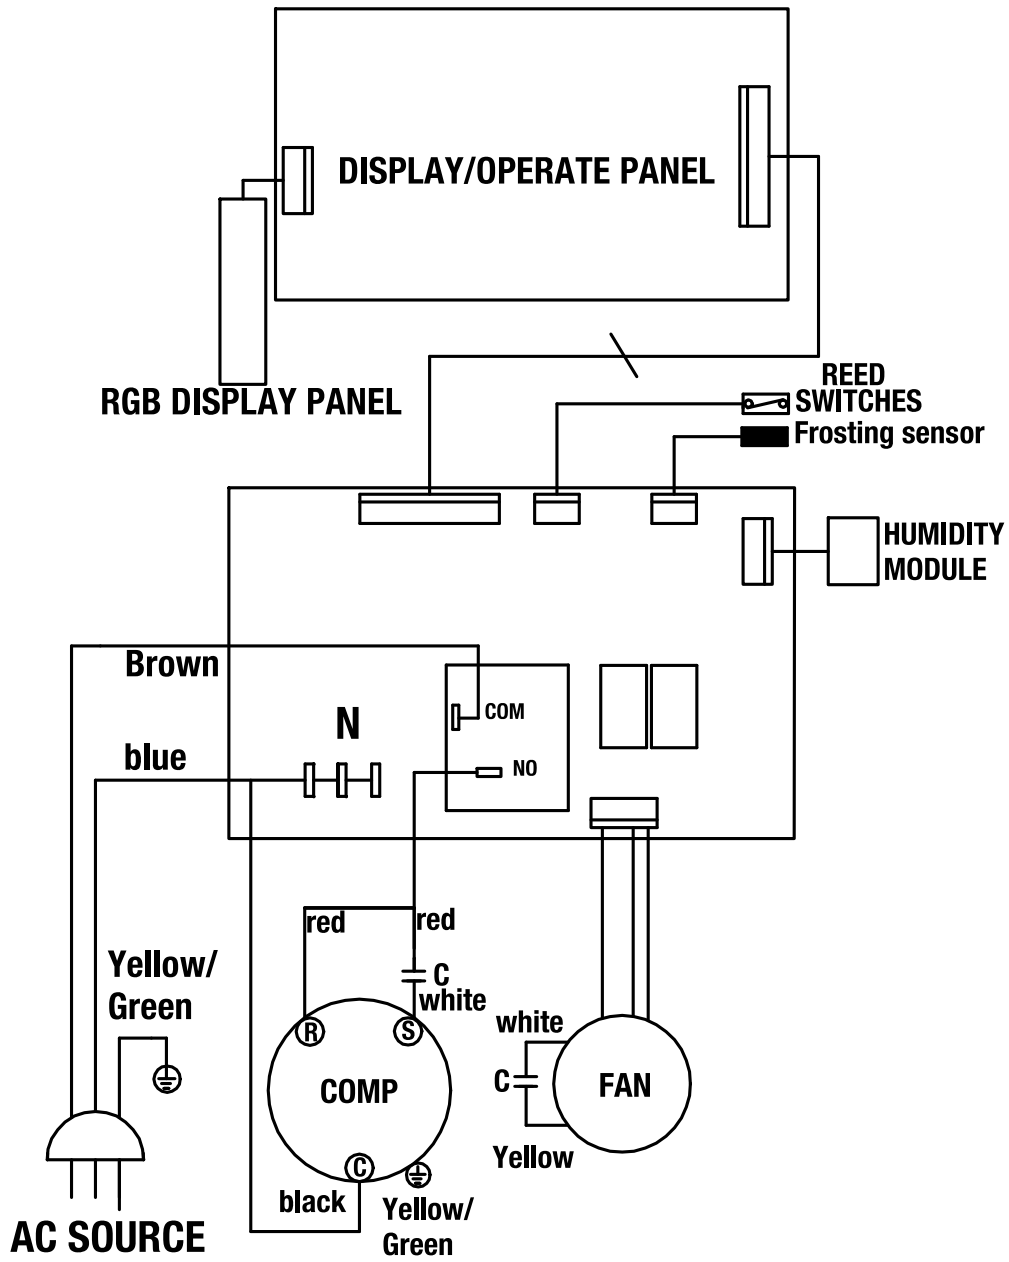 DISPLAY/OPERATE PANEL
RGB DISPLAY PANEL
REED
SWITCHES
Frosting sensor
HUMIDITY
MODULE
Brown
COM
N
blue
NO
red
red
Yellow/
Green
C
white
R
S
white
COMP
C
FAN
Yellow
C
black
Yellow/
Green
AC SOURCE